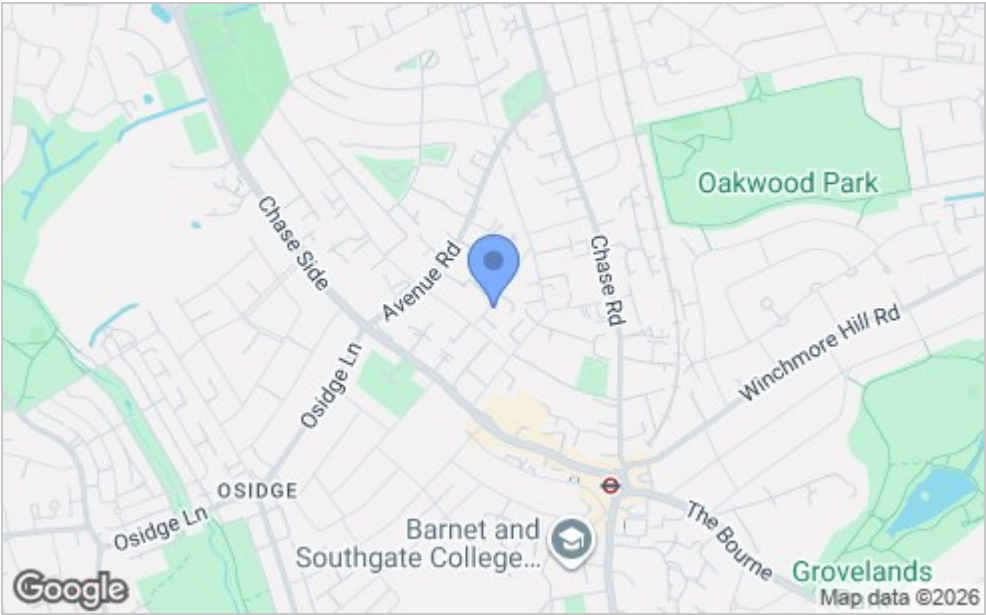 Oakwood Park
Chase Side
Avenue Rd
Chase Rd
Winchmore Hill Rd
Osidge Ln
OSIDGE
Osidge Ln
Barnet and
Southgate College...
The Bourne
Grovelands
Google
Map data ©2026